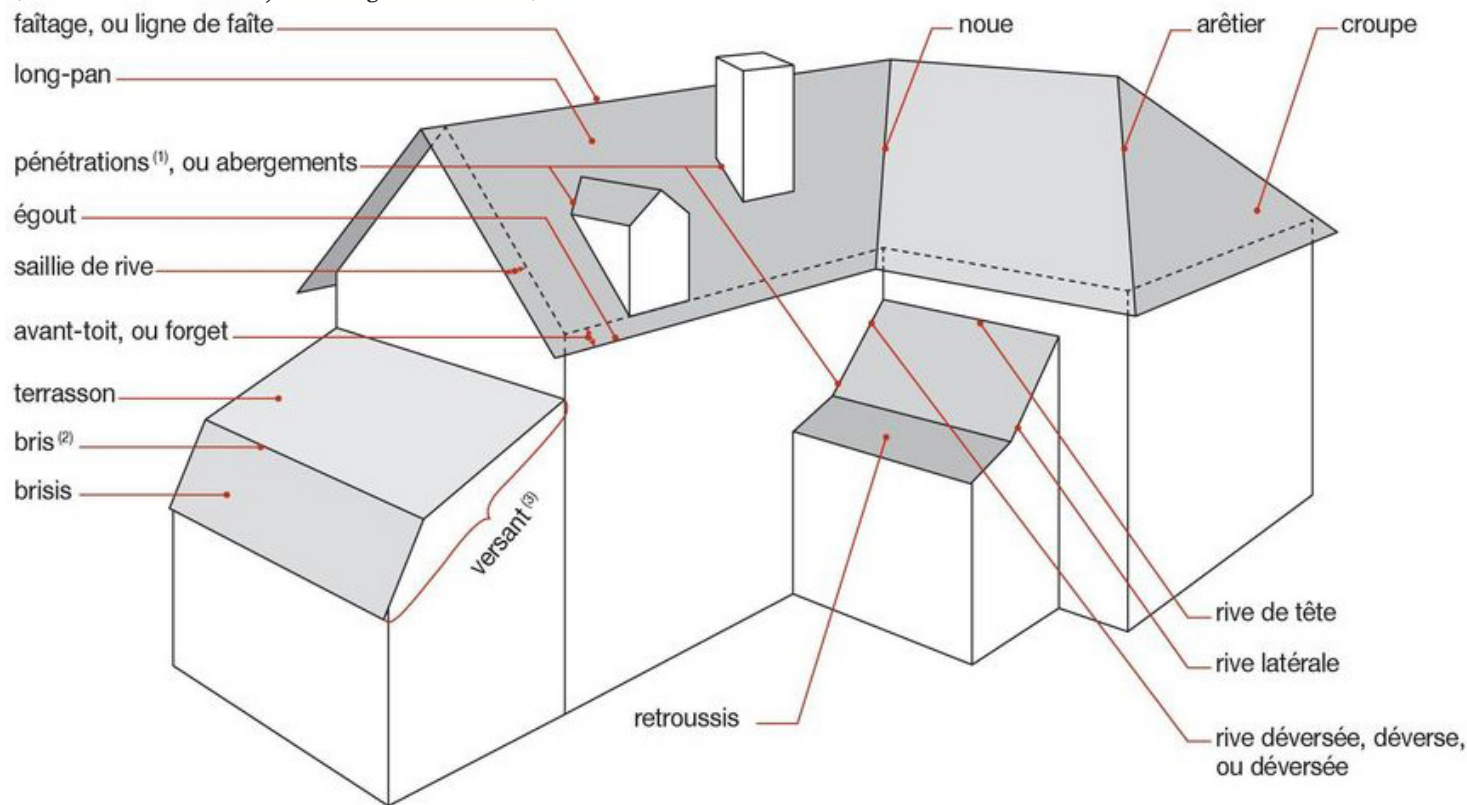 faîtage, ou ligne de faîte
long-pan
pénétrations (1), ou abergements
égout
saillie de rive
avant-toit, ou forget
terrasson
bris (2)
brisis
versant (3)
noue
arêtier
croupe
rive de tête
rive latérale
retroussis
rive déversée, déverse,
ou déversée